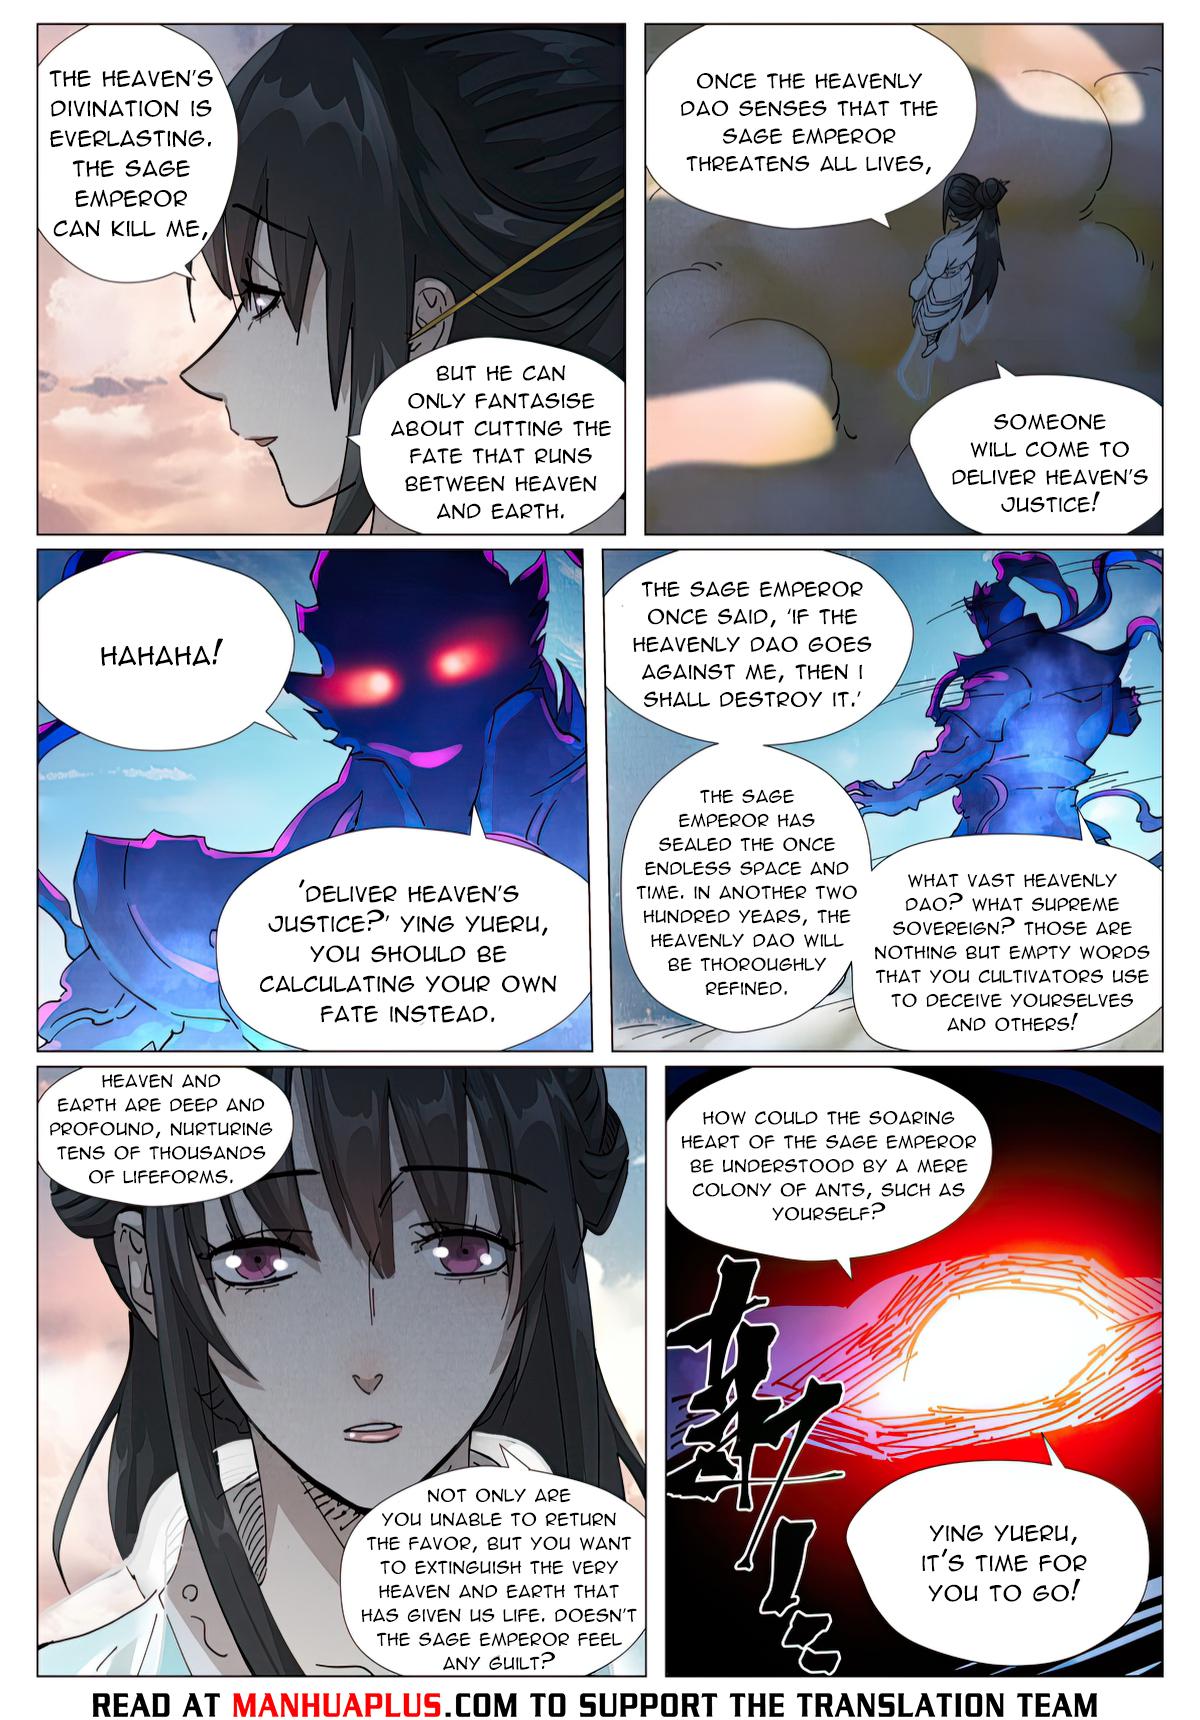 THE HEAVEN'S
DIVINATION IS
EVERLASTING.
THE SAGE
EMPEROR
CAN KILL ME,
BUT HE CAN
ONLY FANTASISE
ABOUT CUTTING THE
FATE THAT RUNS
BETWEEN HEAVEN
AND EARTH.
ONCE THE HEAVENLY
DAO SENSES THAT THE
SAGE EMPEROR
THREATENS ALL LIVES,
SOMEONE
WILL COME TO
DELIVER HEAVEN'S
JUSTICE!
HAHAHA!
'DELIVER HEAVEN'S
JUSTICE?' YING YUERU,
YOU SHOULD BE
CALCULATING YOUR OWN
FATE INSTEAD.
THE SAGE EMPEROR
ONCE SAID, 'IF THE
HEAVENLY DAO GOES
AGAINST ME, THEN I
SHALL DESTROY IT.'
THE SAGE
EMPEROR HAS
SEALED THE ONCE
ENDLESS SPACE AND
TIME. IN ANOTHER TWO
HUNDRED YEARS, THE
HEAVENLY DAO WILL
BE THOROUGHLY
REFINED.
WHAT VAST HEAVENLY
DAO? WHAT SUPREME
SOVEREIGN? THOSE ARE
NOTHING BUT EMPTY WORDS
THAT YOU CULTIVATORS USE
TO DECEIVE YOURSELVES
AND OTHERS!
HEAVEN AND
EARTH ARE DEEP AND
PROFOUND, NURTURING
TENS OF THOUSANDS
OF LIFEFORMS.
NOT ONLY ARE
YOU UNABLE TO RETURN
THE FAVOR, BUT YOU WANT
TO EXTINGUISH THE VERY
HEAVEN AND EARTH THAT
HAS GIVEN US LIFE. DOESN'T
THE SAGE EMPEROR FEEL
ANY GUILT?
HOW COULD THE SOARING
HEART OF THE SAGE EMPEROR
BE UNDERSTOOD BY A MERE
COLONY OF ANTS, SUCH AS
YOURSELF?
YING YUERU,
IT'S TIME FOR
YOU TO GO!
READ AT MANHUAPLUS.COM TO SUPPORT THE TRANSLATION TEAM